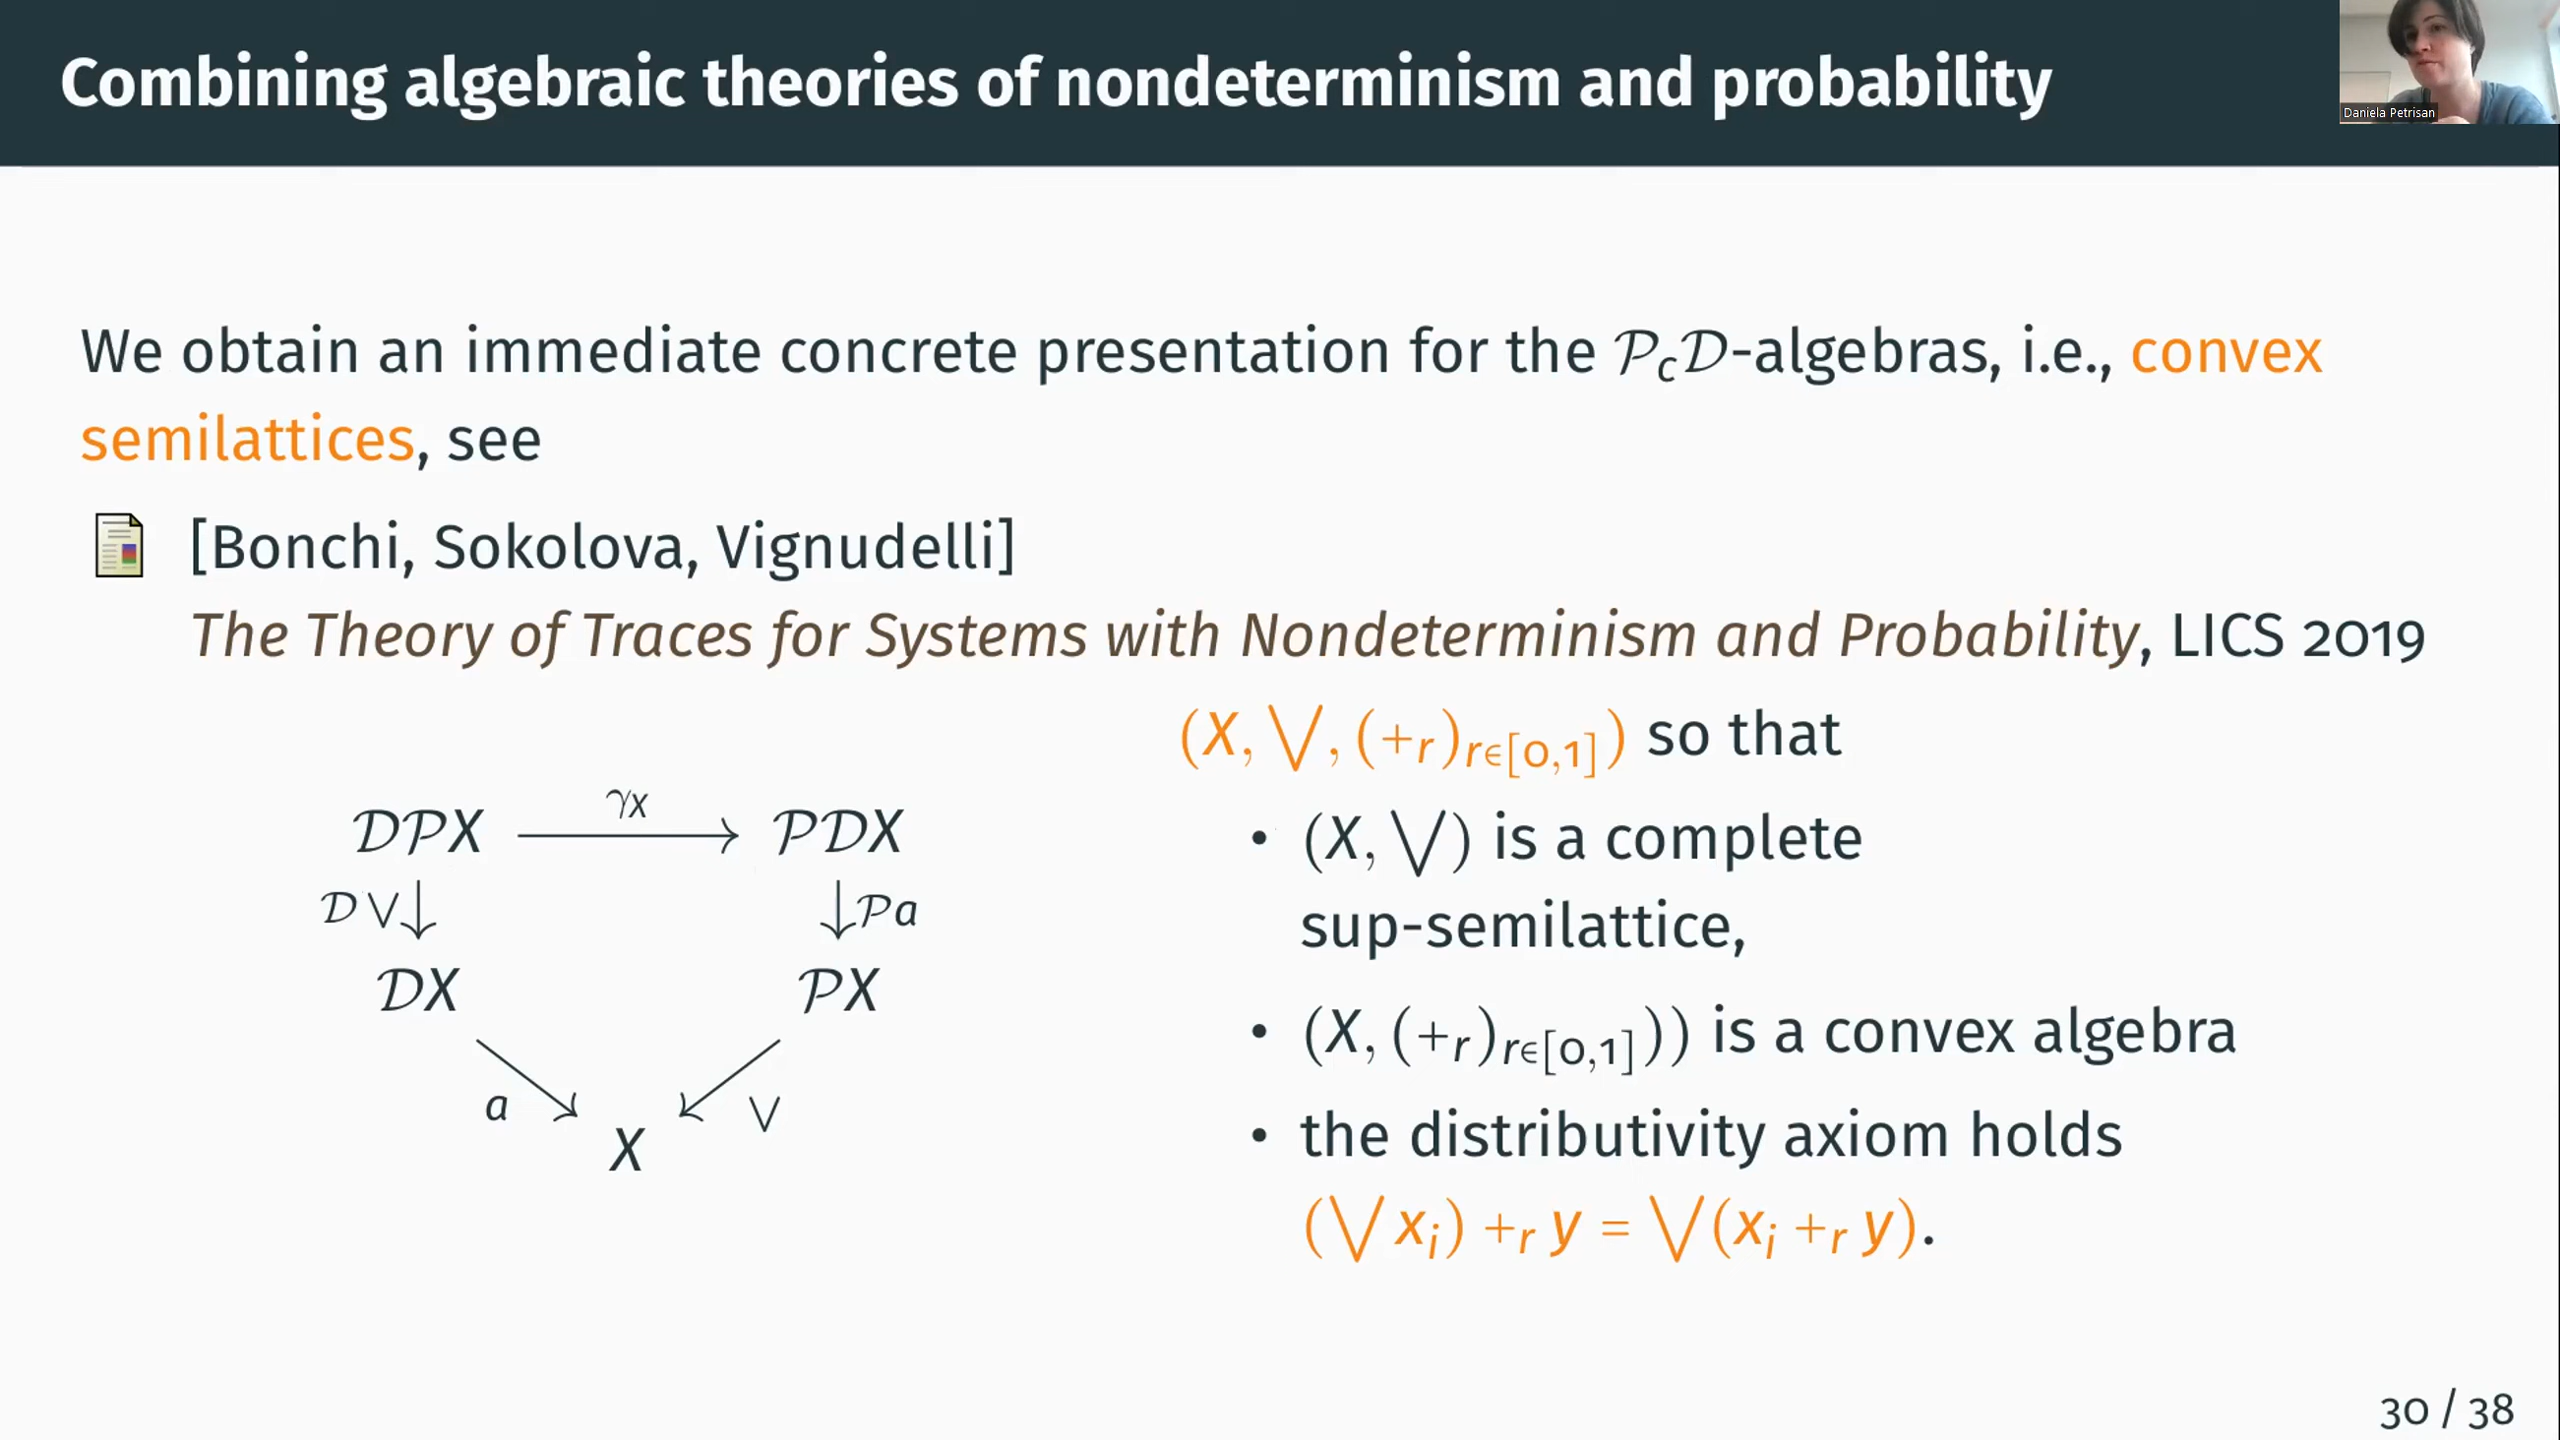 Combining algebraic theories of nondeterminism and probability
Daniela Petrisan
We obtain an immediate concrete presentation for the 𝒫c𝒟-algebras, i.e., convex
semilattices, see
[Bonchi, Sokolova, Vignudelli]
The Theory of Traces for Systems with Nondeterminism and Probability, LICS 2019
𝒟𝒫X γX 𝒫𝒟X
𝒟⋁ 𝒫a
𝒟X 𝒫X
a ⋁
X
(X, ⋁, (+r)r∈[0,1]) so that
• (X, ⋁) is a complete
sup-semilattice,
• (X, (+r)r∈[0,1])) is a convex algebra
• the distributivity axiom holds
(⋁ xi) +r y = ⋁(xi +r y).
30 / 38